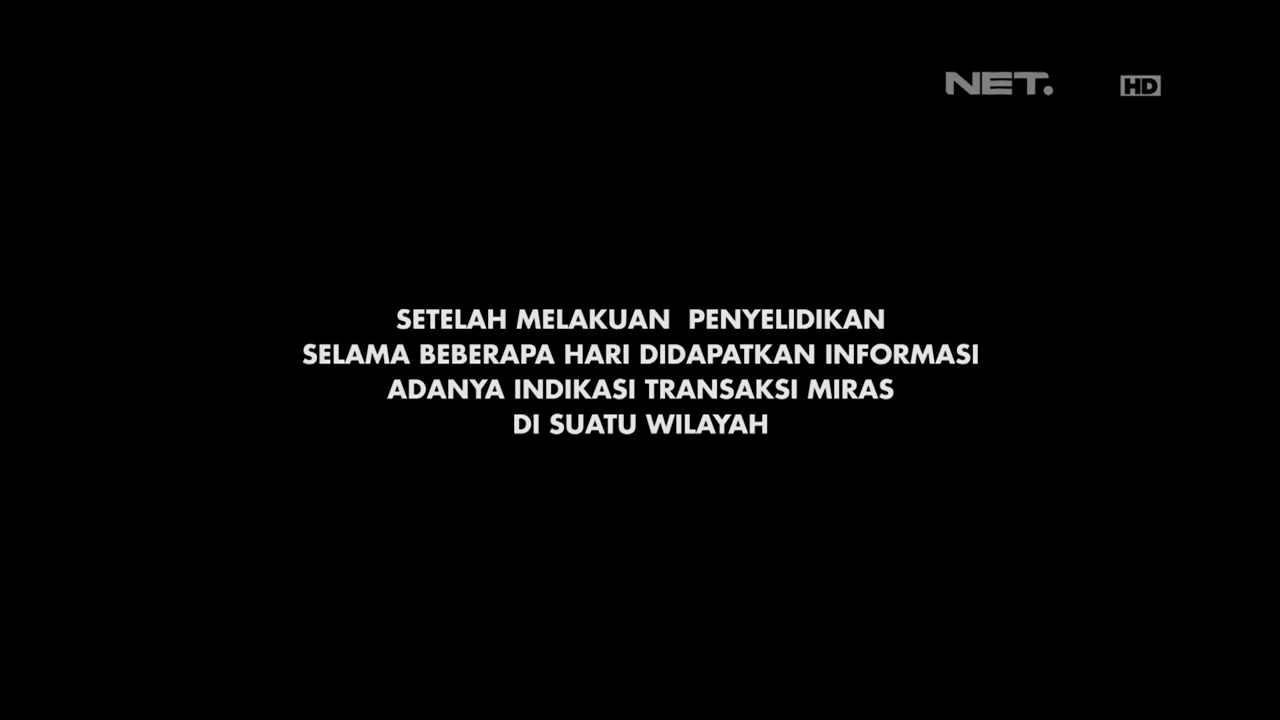 NET. HD
SETELAH MELAKUAN PENYELIDIKAN
SELAMA BEBERAPA HARI DIDAPATKAN INFORMASI
ADANYA INDIKASI TRANSAKSI MIRAS
DI SUATU WILAYAH